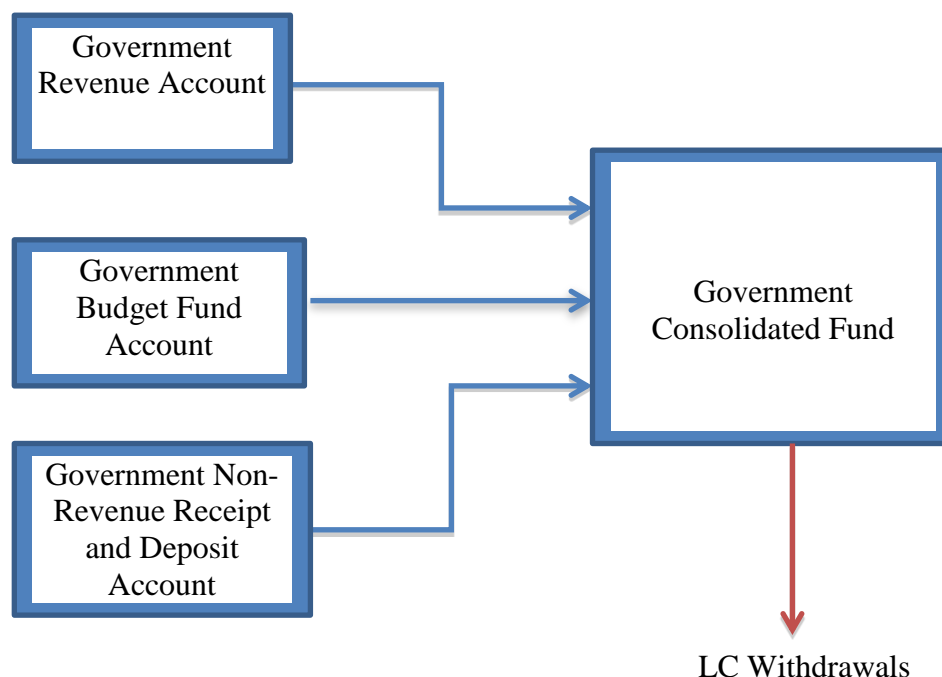 Government
Revenue Account
Government
Budget Fund
Account
Government Non-
Revenue Receipt
and Deposit
Account
Government
Consolidated Fund
LC Withdrawals